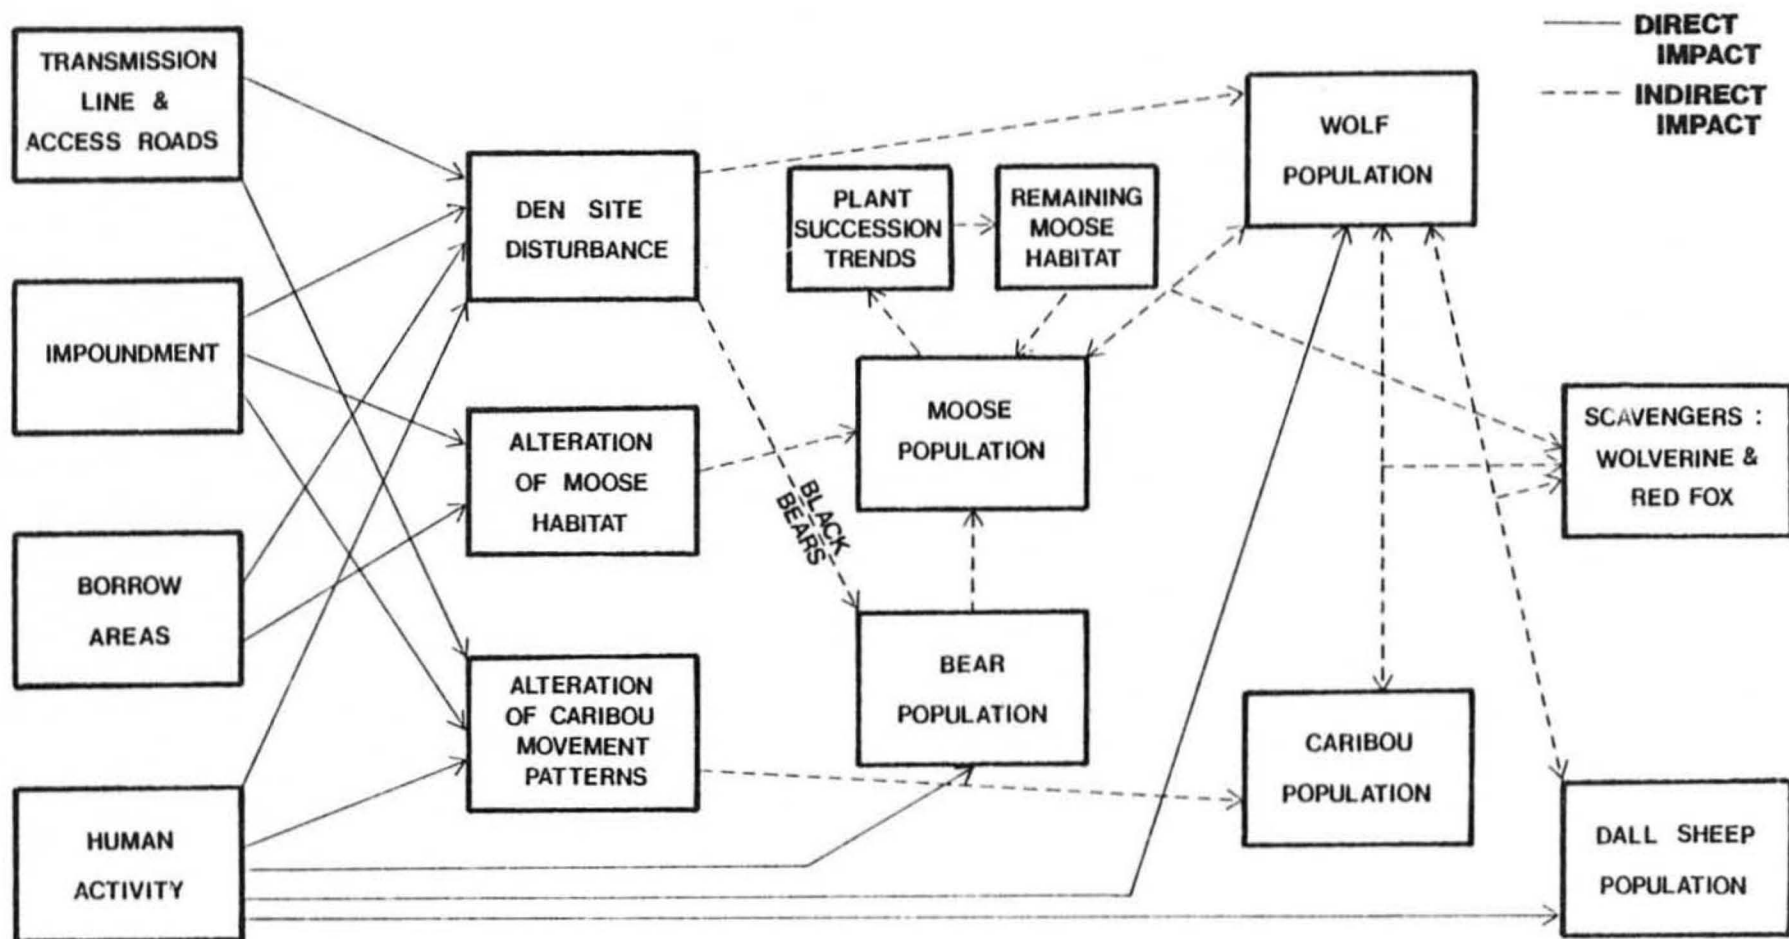 TRANSMISSION
LINE &
ACCESS ROADS
IMPOUNDMENT
BORROW
AREAS
HUMAN
ACTIVITY
DEN SITE
DISTURBANCE
ALTERATION
OF MOOSE
HABITAT
ALTERATION
OF CARIBOU
MOVEMENT
PATTERNS
BLACK
BEARS
PLANT
SUCCESSION
TRENDS
REMAINING
MOOSE
HABITAT
MOOSE
POPULATION
BEAR
POPULATION
WOLF
POPULATION
CARIBOU
POPULATION
DIRECT
IMPACT
INDIRECT
IMPACT
SCAVENGERS :
WOLVERINE &
RED FOX
DALL SHEEP
POPULATION